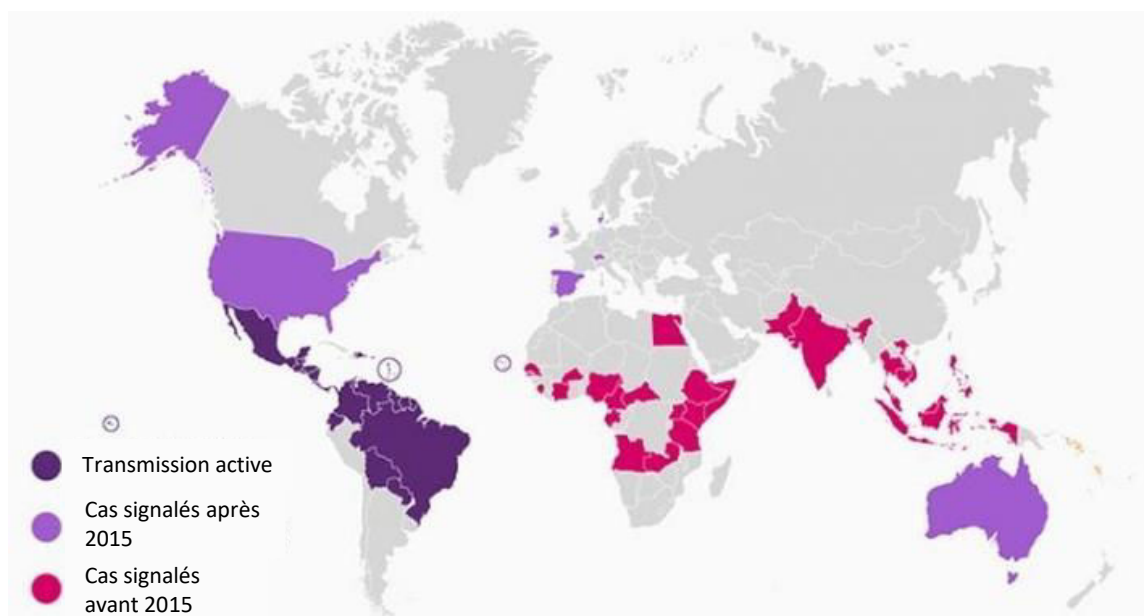 Transmission active
Cas signalés après
2015
Cas signalés
avant 2015